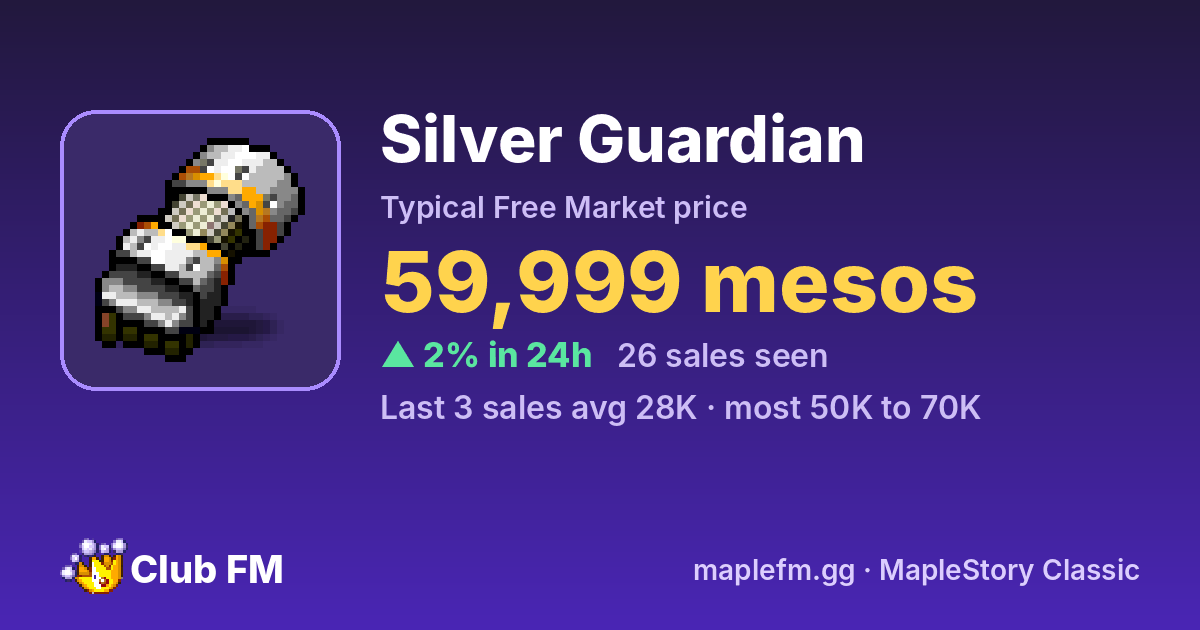 Silver Guardian
Typical Free Market price
59,999 mesos
▲ 2% in 24h 26 sales seen
Last 3 sales avg 28K · most 50K to 70K
Club FM
maplefm.gg · MapleStory Classic